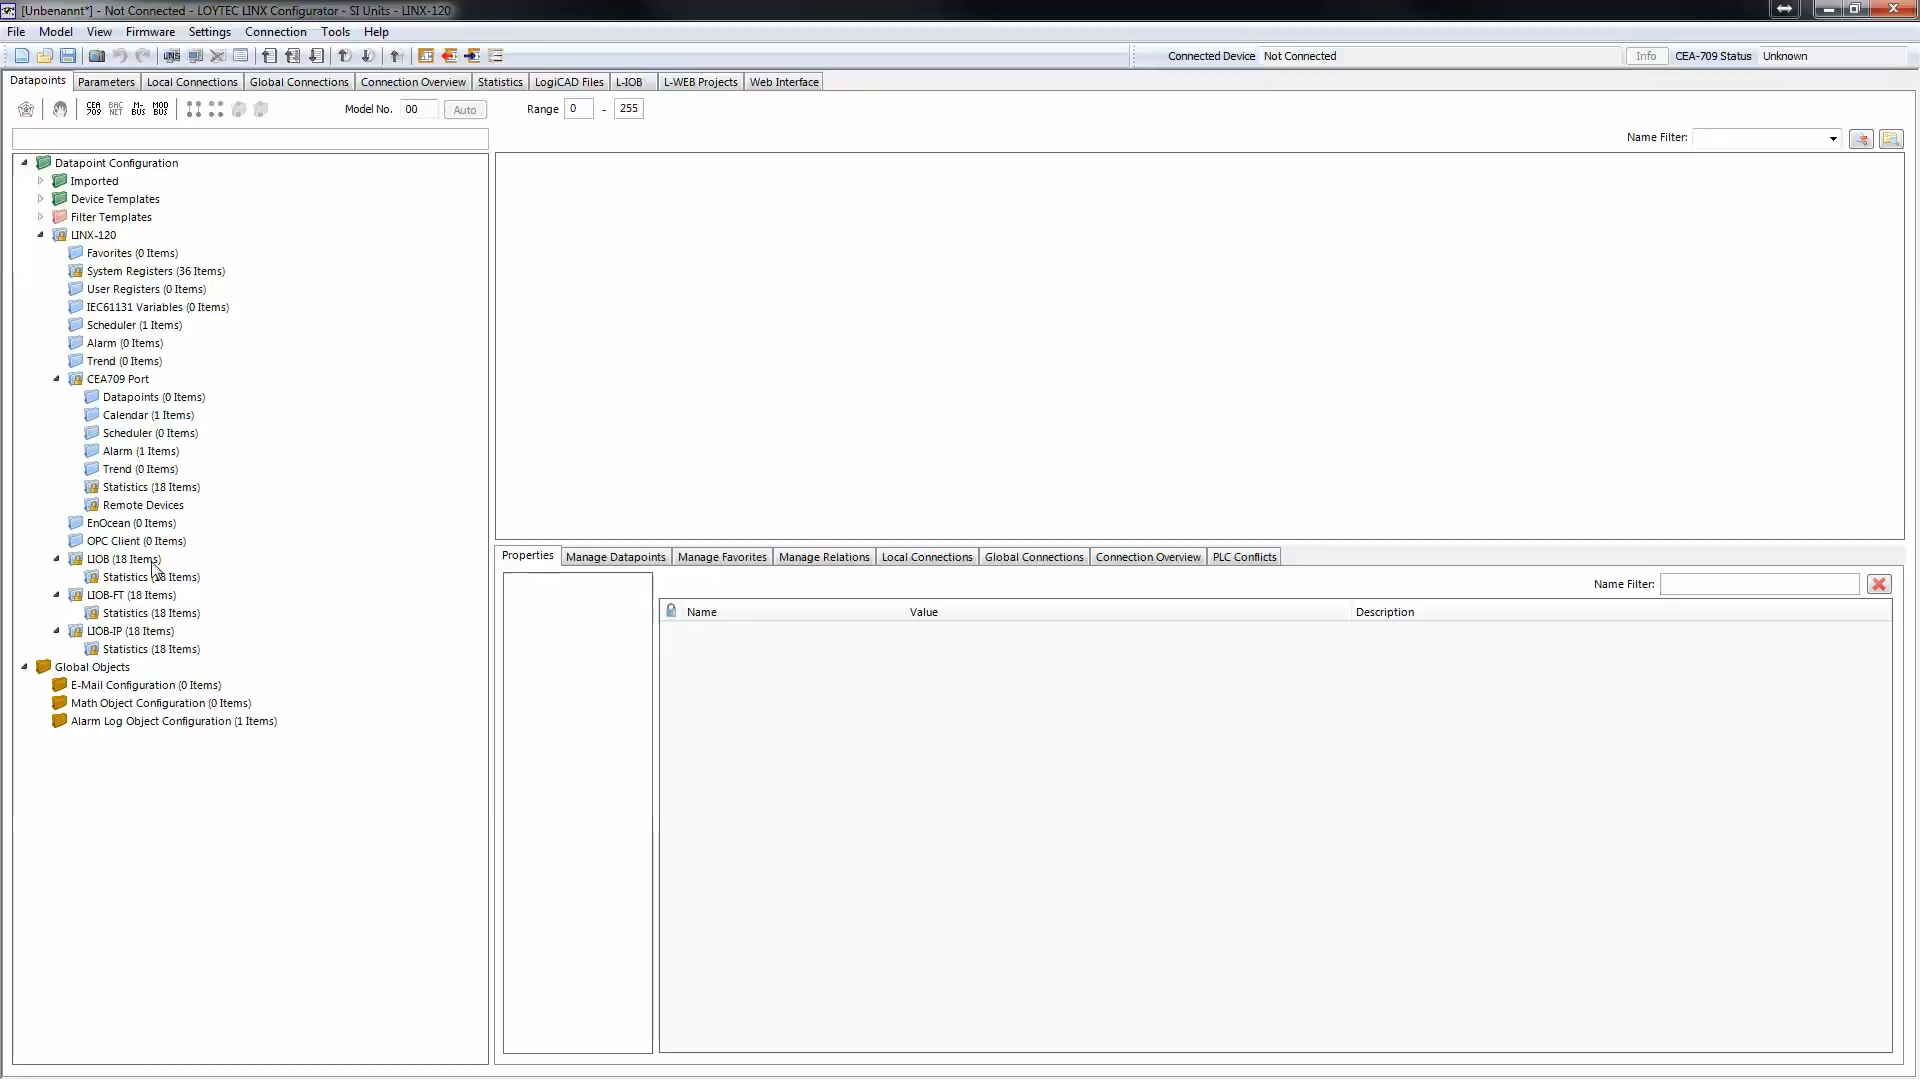 [Unbenannt*] - Not Connected - LOYTEC LINX Configurator - SI Units - LINX-120
File Model View Firmware Settings Connection Tools Help
Connected Device Not Connected Info CEA-709 Status Unknown
Datapoints Parameters Local Connections Global Connections Connection Overview Statistics LogiCAD Files L-IOB L-WEB Projects Web Interface
CEA 709 BAC NET M-BUS MOD BUS Model No. 00 Auto Range 0 - 255
Name Filter:
Datapoint Configuration
Imported
Device Templates
Filter Templates
LINX-120
Favorites (0 Items)
System Registers (36 Items)
User Registers (0 Items)
IEC61131 Variables (0 Items)
Scheduler (1 Items)
Alarm (0 Items)
Trend (0 Items)
CEA709 Port
Datapoints (0 Items)
Calendar (1 Items)
Scheduler (0 Items)
Alarm (1 Items)
Trend (0 Items)
Statistics (18 Items)
Remote Devices
EnOcean (0 Items)
OPC Client (0 Items)
LIOB (18 Items)
Statistics (18 Items)
LIOB-FT (18 Items)
Statistics (18 Items)
LIOB-IP (18 Items)
Statistics (18 Items)
Global Objects
E-Mail Configuration (0 Items)
Math Object Configuration (0 Items)
Alarm Log Object Configuration (1 Items)
Properties Manage Datapoints Manage Favorites Manage Relations Local Connections Global Connections Connection Overview PLC Conflicts
Name Filter:
Name Value Description